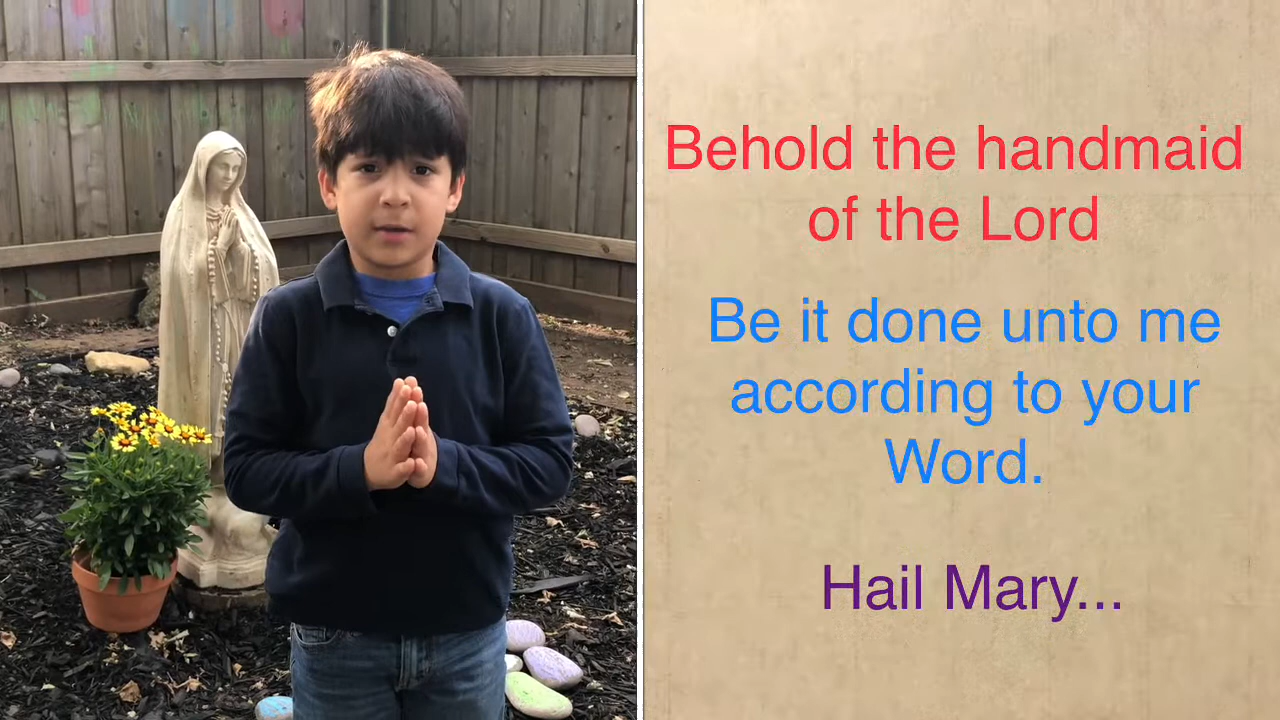 Behold the handmaid
of the Lord
Be it done unto me
according to your
Word.
Hail Mary...